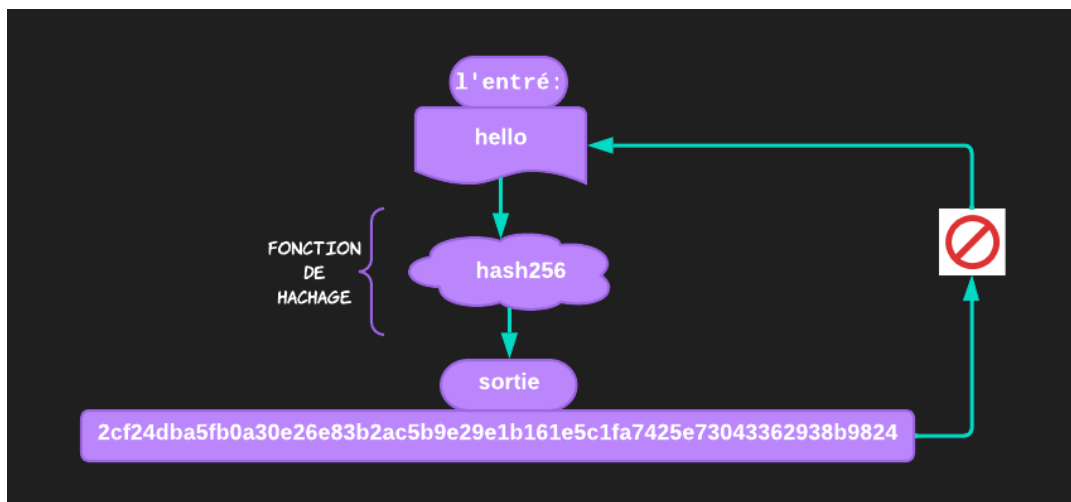 l'entré:
hello
FONCTION
DE
HACHAGE
hash256
sortie
2cf24dba5fb0a30e26e83b2ac5b9e29e1b161e5c1fa7425e73043362938b9824